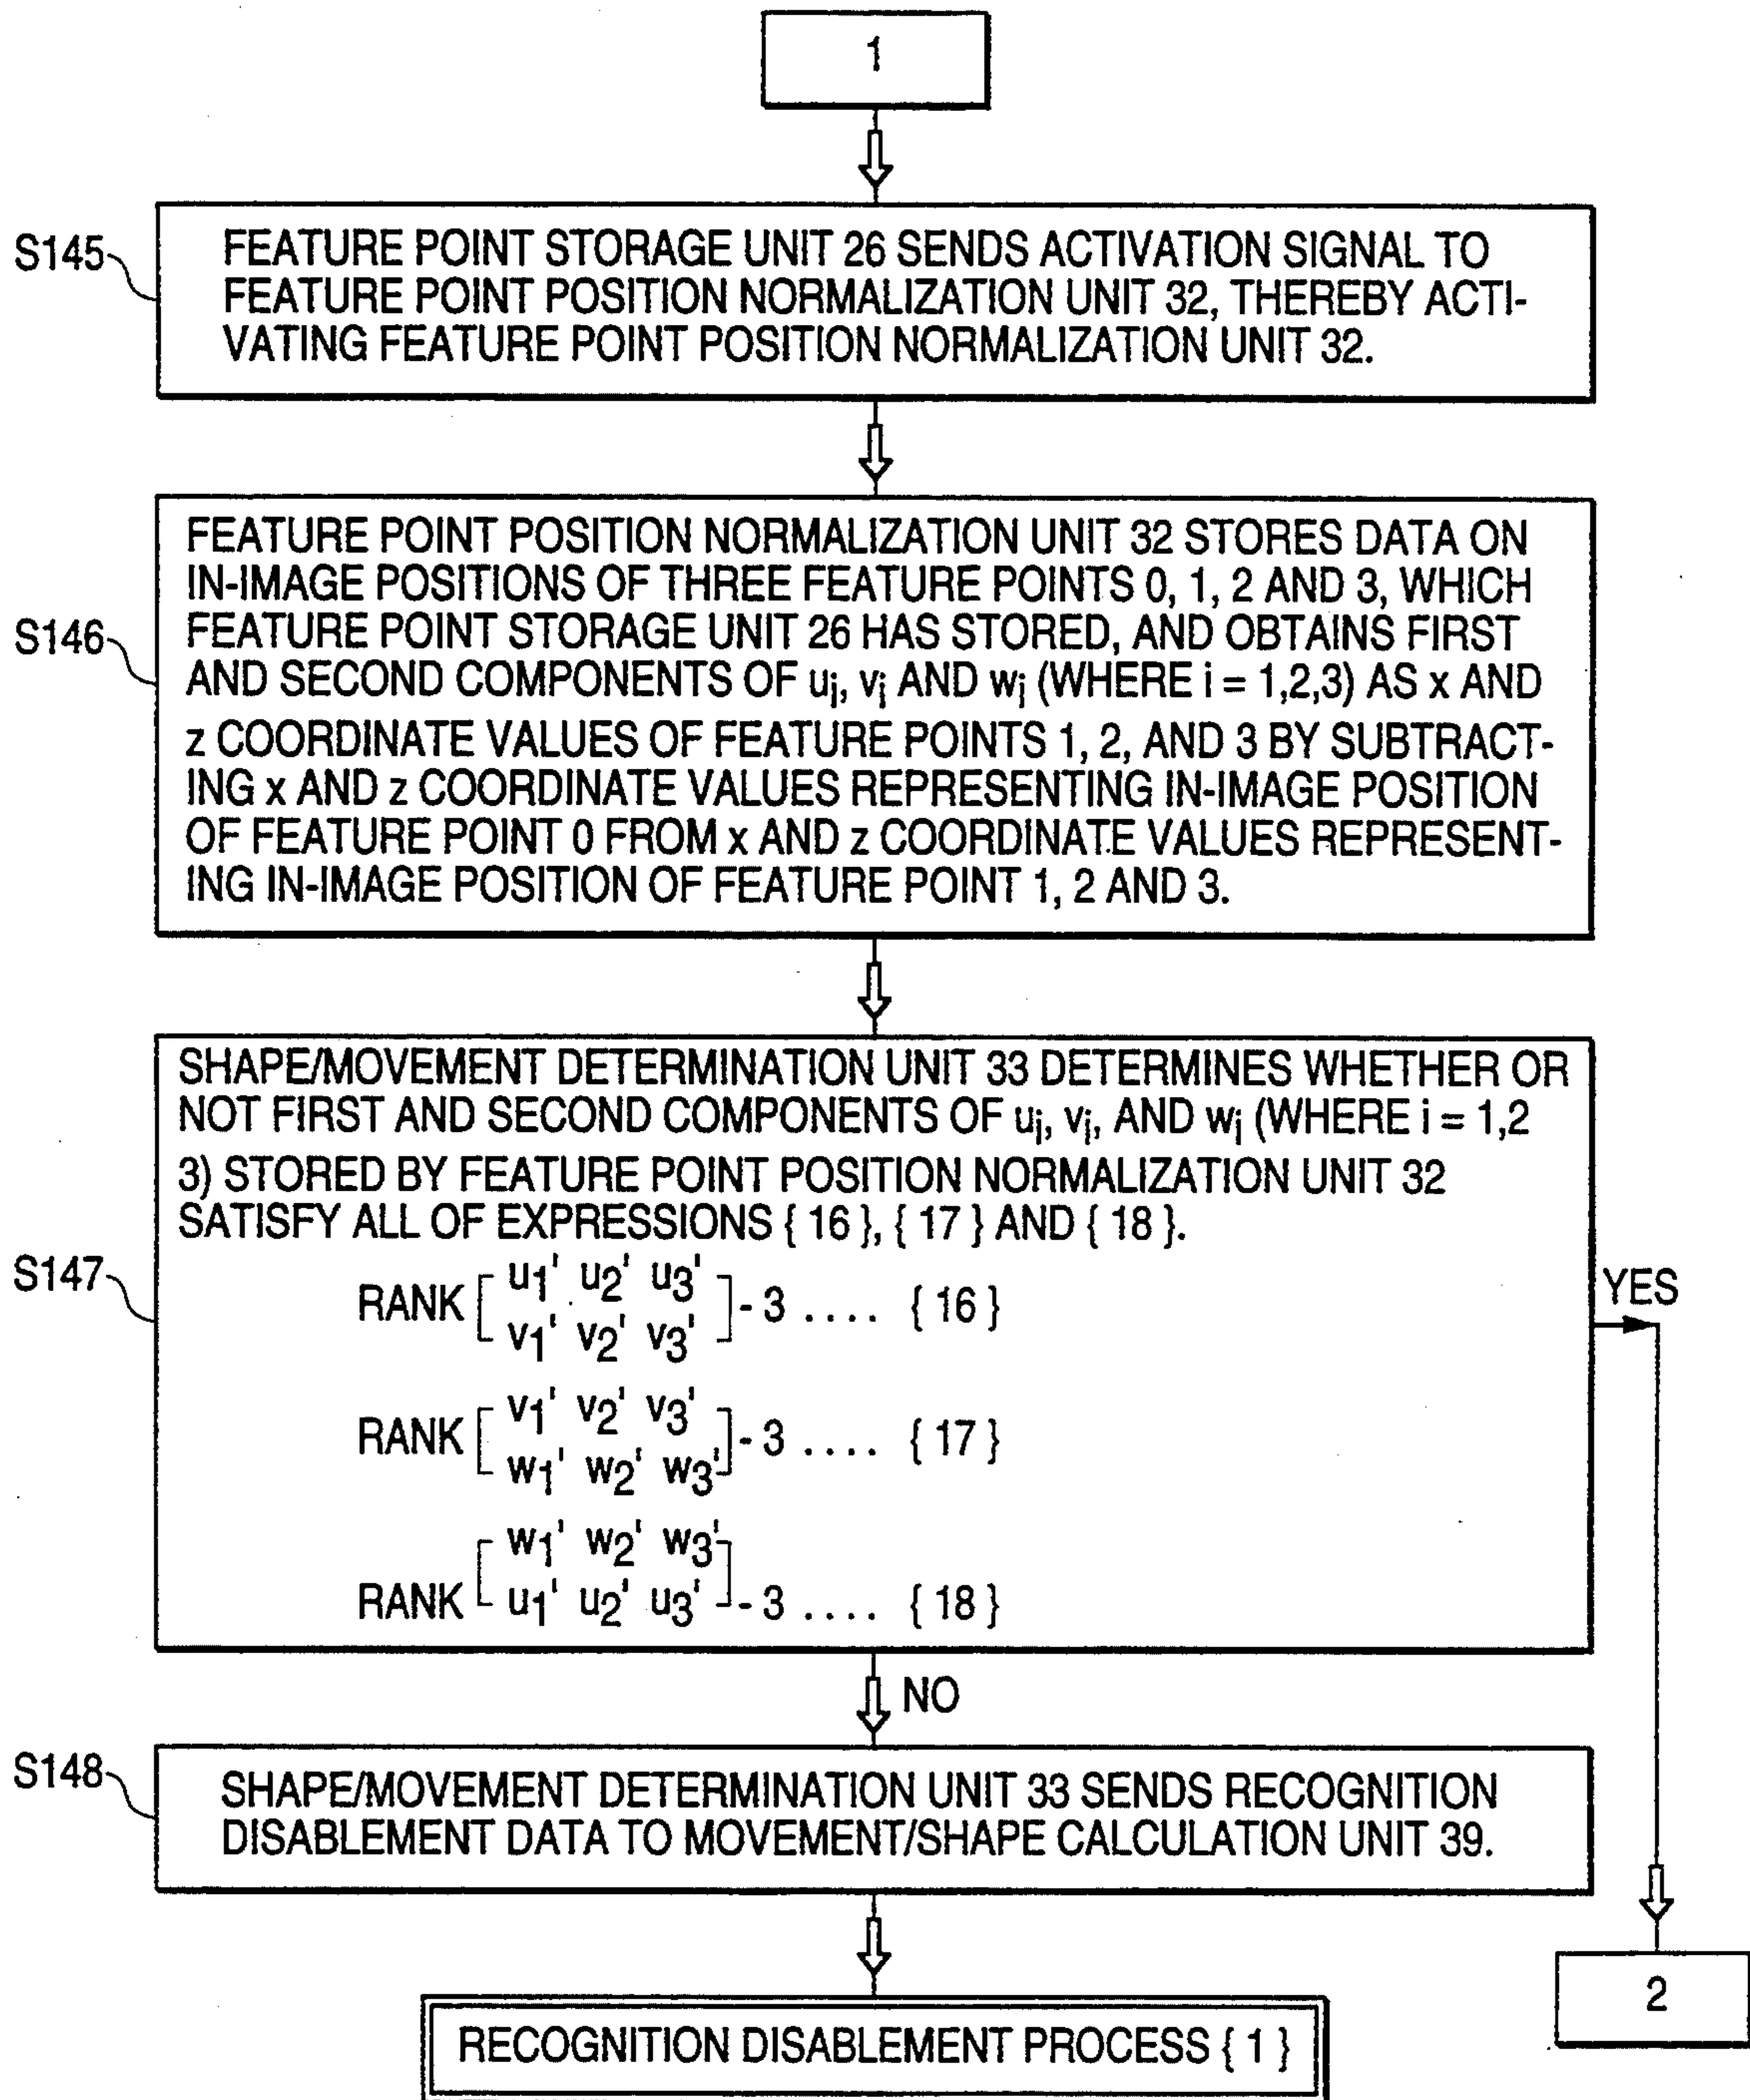 1
S145
FEATURE POINT STORAGE UNIT 26 SENDS ACTIVATION SIGNAL TO
FEATURE POINT POSITION NORMALIZATION UNIT 32, THEREBY ACTI-
VATING FEATURE POINT POSITION NORMALIZATION UNIT 32.
S146
FEATURE POINT POSITION NORMALIZATION UNIT 32 STORES DATA ON
IN-IMAGE POSITIONS OF THREE FEATURE POINTS 0, 1, 2 AND 3, WHICH
FEATURE POINT STORAGE UNIT 26 HAS STORED, AND OBTAINS FIRST
AND SECOND COMPONENTS OF uj, vj AND wj (WHERE i = 1,2,3) AS x AND
z COORDINATE VALUES OF FEATURE POINTS 1, 2, AND 3 BY SUBTRACT-
ING x AND z COORDINATE VALUES REPRESENTING IN-IMAGE POSITION
OF FEATURE POINT 0 FROM x AND z COORDINATE VALUES REPRESENT-
ING IN-IMAGE POSITION OF FEATURE POINT 1, 2 AND 3.
S147
SHAPE/MOVEMENT DETERMINATION UNIT 33 DETERMINES WHETHER OR
NOT FIRST AND SECOND COMPONENTS OF uj, vj, AND wj (WHERE i = 1,2
3) STORED BY FEATURE POINT POSITION NORMALIZATION UNIT 32
SATISFY ALL OF EXPRESSIONS { 16 }, { 17 } AND { 18 }.
u1' u2' u3'
RANK [ ] - 3 .... { 16 }
v1' v2' v3'
v1' v2' v3'
RANK [ ] - 3 .... { 17 }
w1' w2' w3'
w1' w2' w3'
RANK [ u1' u2' u3' ] - 3 .... { 18 }
YES
NO
S148
SHAPE/MOVEMENT DETERMINATION UNIT 33 SENDS RECOGNITION
DISABLEMENT DATA TO MOVEMENT/SHAPE CALCULATION UNIT 39.
2
RECOGNITION DISABLEMENT PROCESS { 1 }